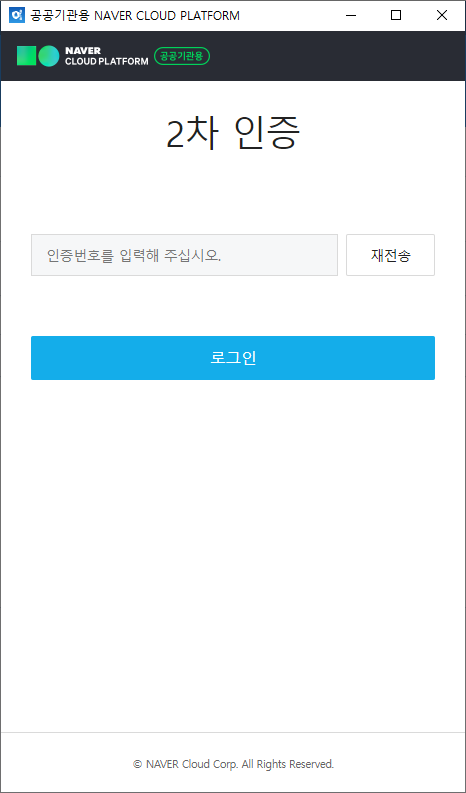 공공기관용 NAVER CLOUD PLATFORM
NAVER
CLOUD PLATFORM
공공기관용
2차 인증
인증번호를 입력해 주십시오.
재전송
로그인
© NAVER Cloud Corp. All Rights Reserved.